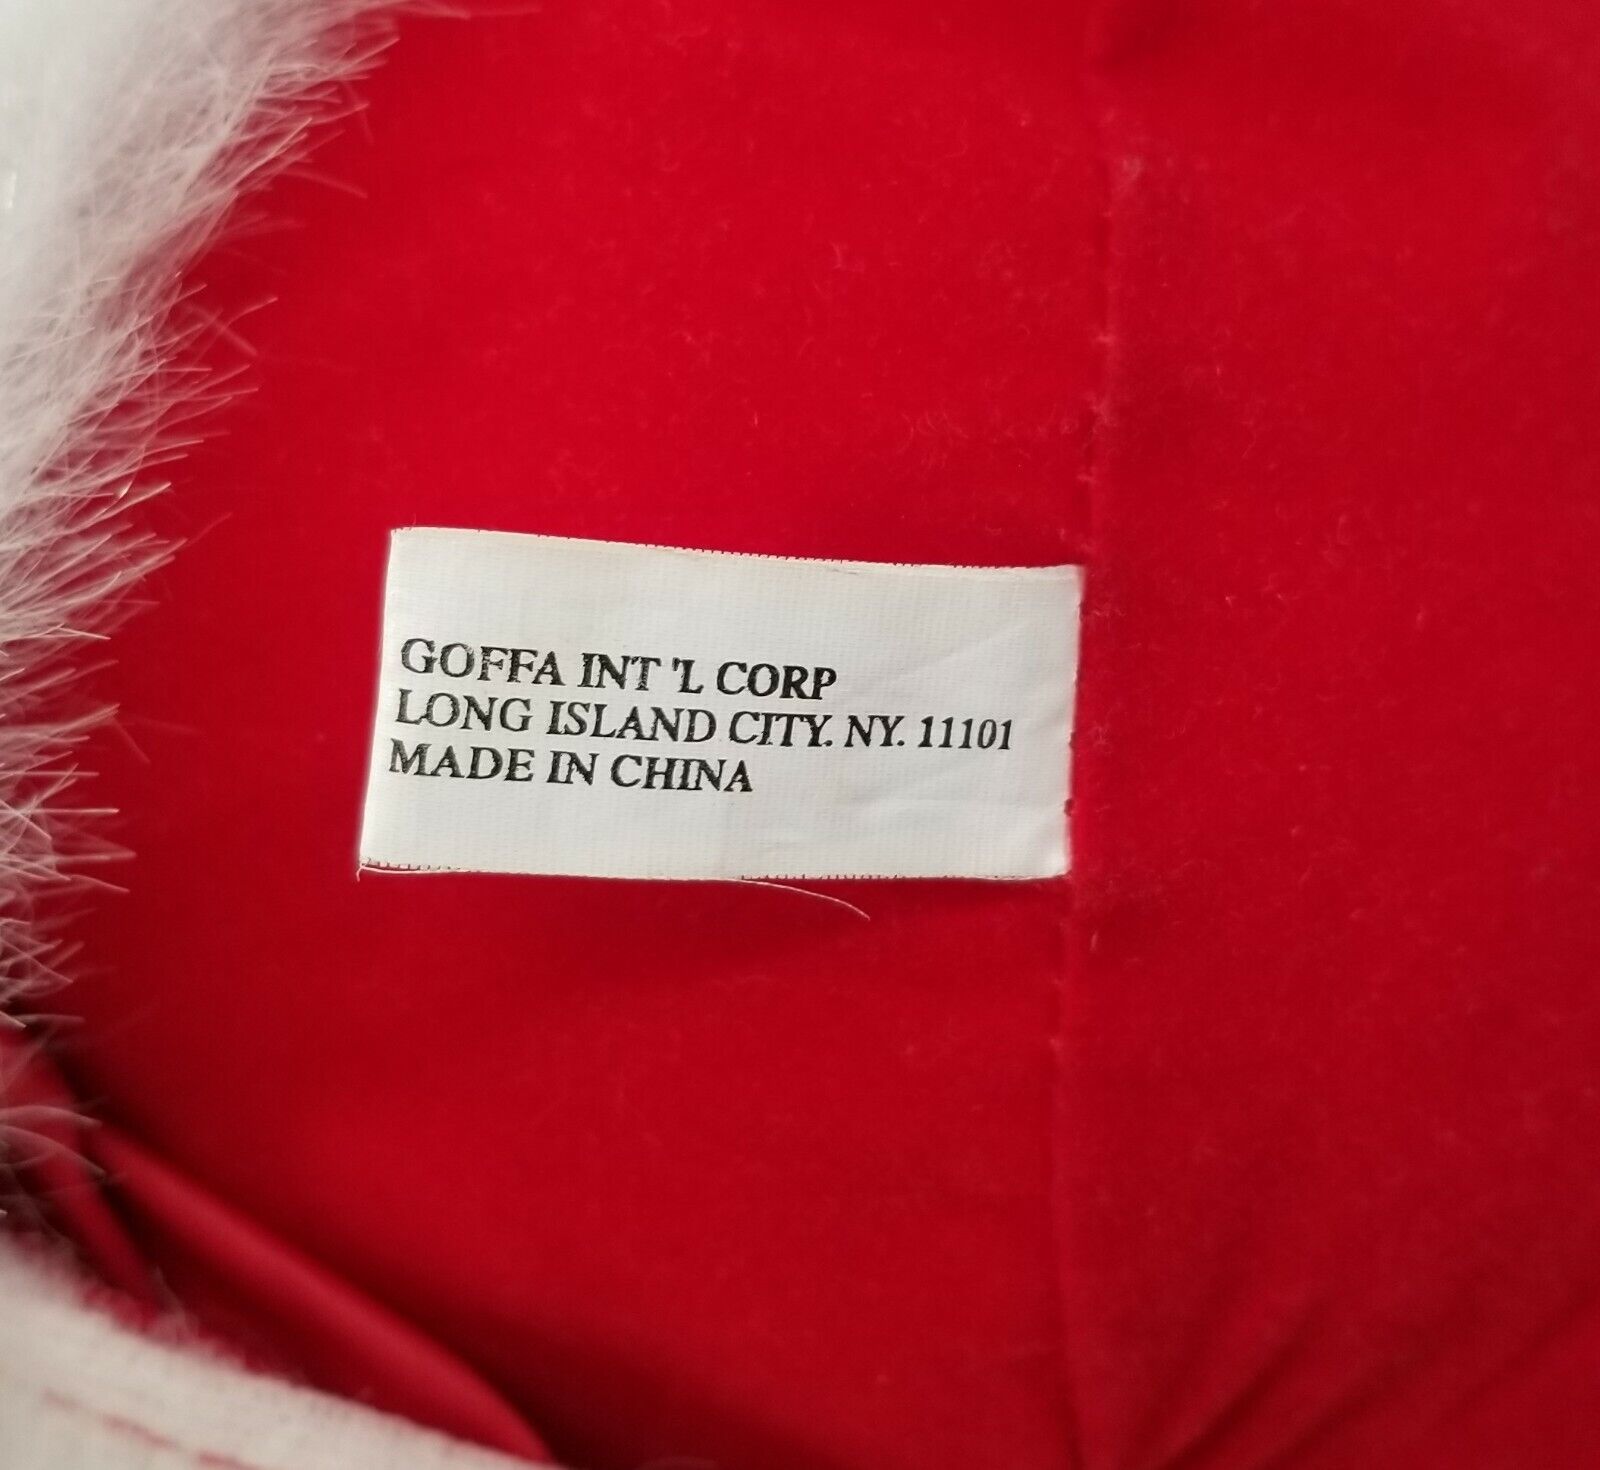 GOFFA INT 'L CORP
LONG ISLAND CITY. NY. 11101
MADE IN CHINA